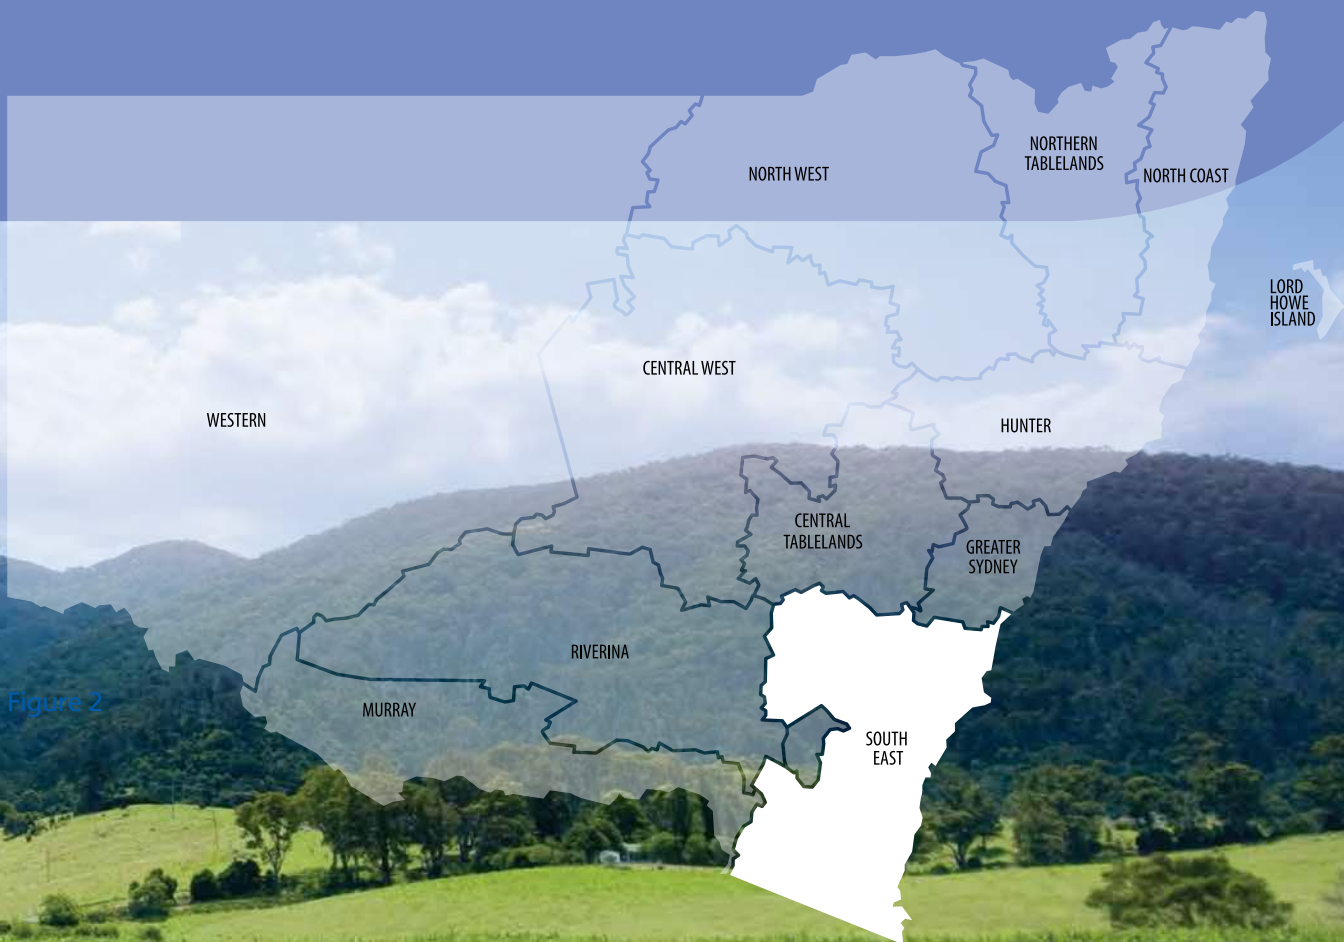 NORTHERN
TABLELANDS
NORTH WEST
NORTH COAST
LORD
HOWE
ISLAND
CENTRAL WEST
WESTERN
HUNTER
CENTRAL
TABLELANDS
GREATER
SYDNEY
RIVERINA
Figure 2
MURRAY
SOUTH
EAST